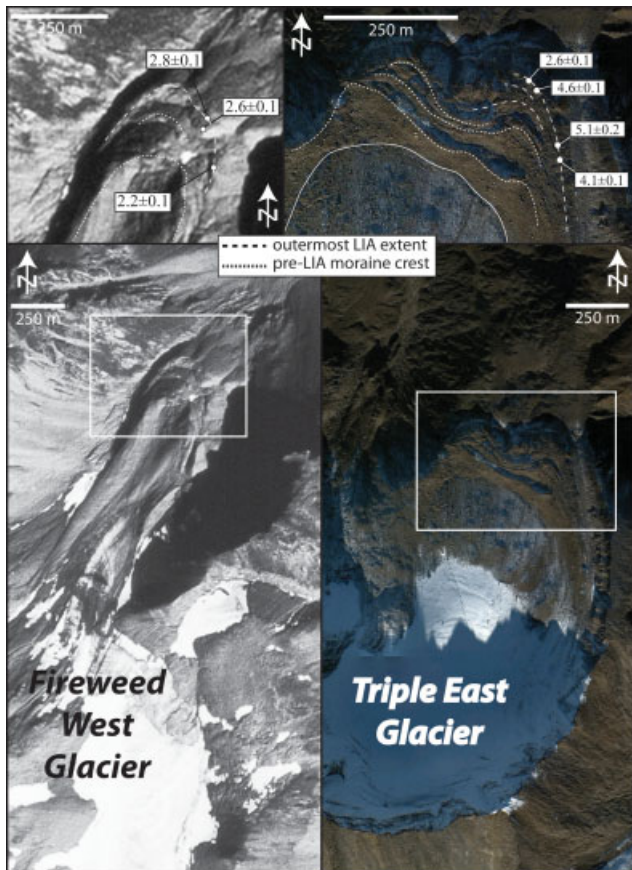 250 m
N
2.8±0.1
2.6±0.1
2.2±0.1
N
N
250 m
2.6±0.1
4.6±0.1
5.1±0.2
4.1±0.1
outermost LIA extent
pre-LIA moraine crest
N
250 m
Fireweed
West
Glacier
N
250 m
Triple East
Glacier